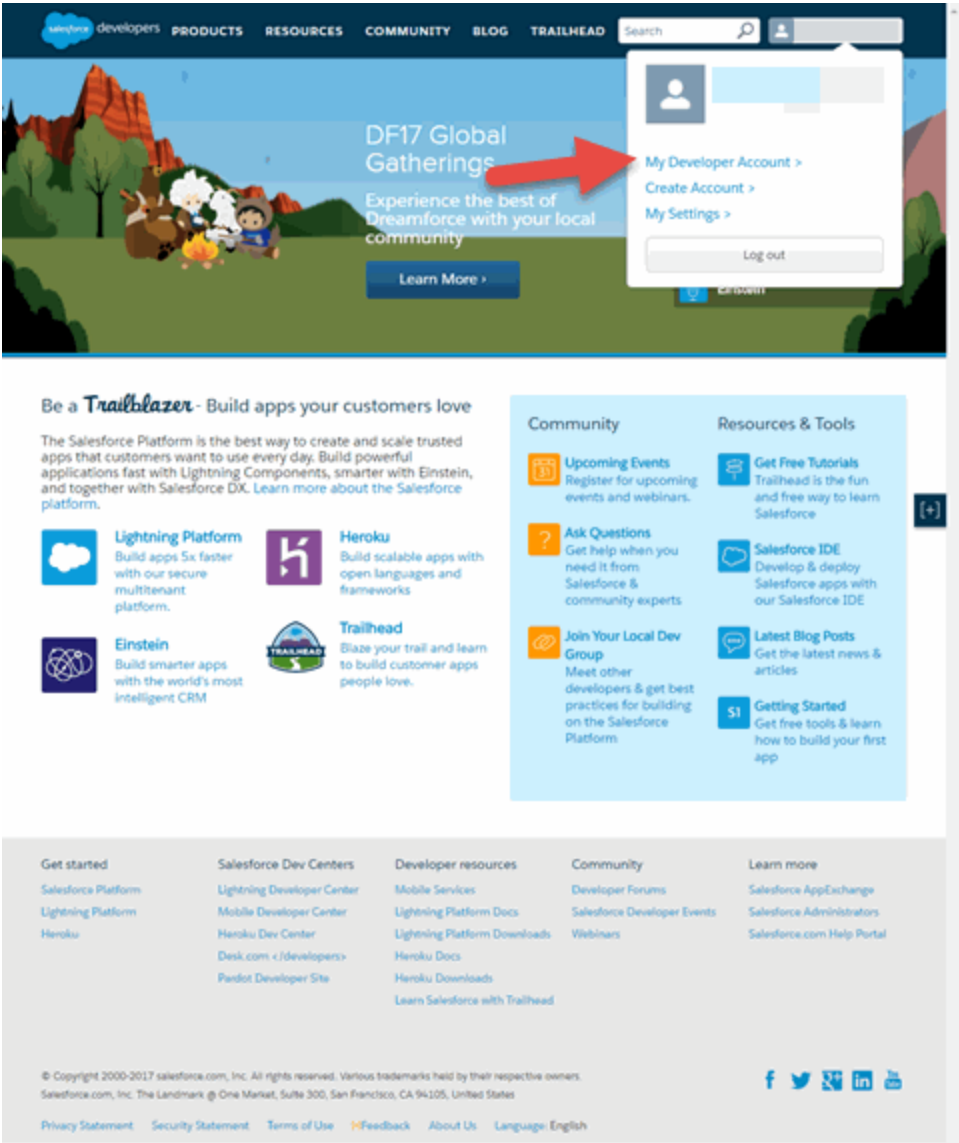 salesforce developers PRODUCTS RESOURCES COMMUNITY BLOG TRAILHEAD Search
DF17 Global
Gatherings
Experience the best of
Dreamforce with your local
community
Learn More ›
My Developer Account >
Create Account >
My Settings >
Log out
Einstein
Be a Trailblazer - Build apps your customers love
The Salesforce Platform is the best way to create and scale trusted
apps that customers want to use every day. Build powerful
applications fast with Lightning Components, smarter with Einstein,
and together with Salesforce DX. Learn more about the Salesforce
platform.
Lightning Platform
Build apps 5x faster
with our secure
multitenant
platform.
Heroku
Build scalable apps with
open languages and
frameworks
Einstein
Build smarter apps
with the world's most
intelligent CRM
TRAILHEAD
Trailhead
Blaze your trail and learn
to build customer apps
people love.
Community
31
Upcoming Events
Register for upcoming
events and webinars.
?
Ask Questions
Get help when you
need it from
Salesforce &
community experts
Join Your Local Dev
Group
Meet other
developers & get best
practices for building
on the Salesforce
Platform
Resources & Tools
Get Free Tutorials
Trailhead is the fun
and free way to learn
Salesforce
Salesforce IDE
Develop & deploy
Salesforce apps with
our Salesforce IDE
Latest Blog Posts
Get the latest news &
articles
S1
Getting Started
Get free tools & learn
how to build your first
app
[+]
Get started
Salesforce Platform
Lightning Platform
Heroku
Salesforce Dev Centers
Lightning Developer Center
Mobile Developer Center
Heroku Dev Center
Desk.com </developers>
Pardot Developer Site
Developer resources
Mobile Services
Lightning Platform Docs
Lightning Platform Downloads
Heroku Docs
Heroku Downloads
Learn Salesforce with Trailhead
Community
Developer Forums
Salesforce Developer Events
Webinars
Learn more
Salesforce AppExchange
Salesforce Administrators
Salesforce.com Help Portal
© Copyright 2000-2017 salesforce.com, inc. All rights reserved. Various trademarks held by their respective owners.
Salesforce.com, inc. The Landmark @ One Market, Suite 300, San Francisco, CA 94105, United States
f g+ in You Tube
Privacy Statement Security Statement Terms of Use Feedback About Us Language: English